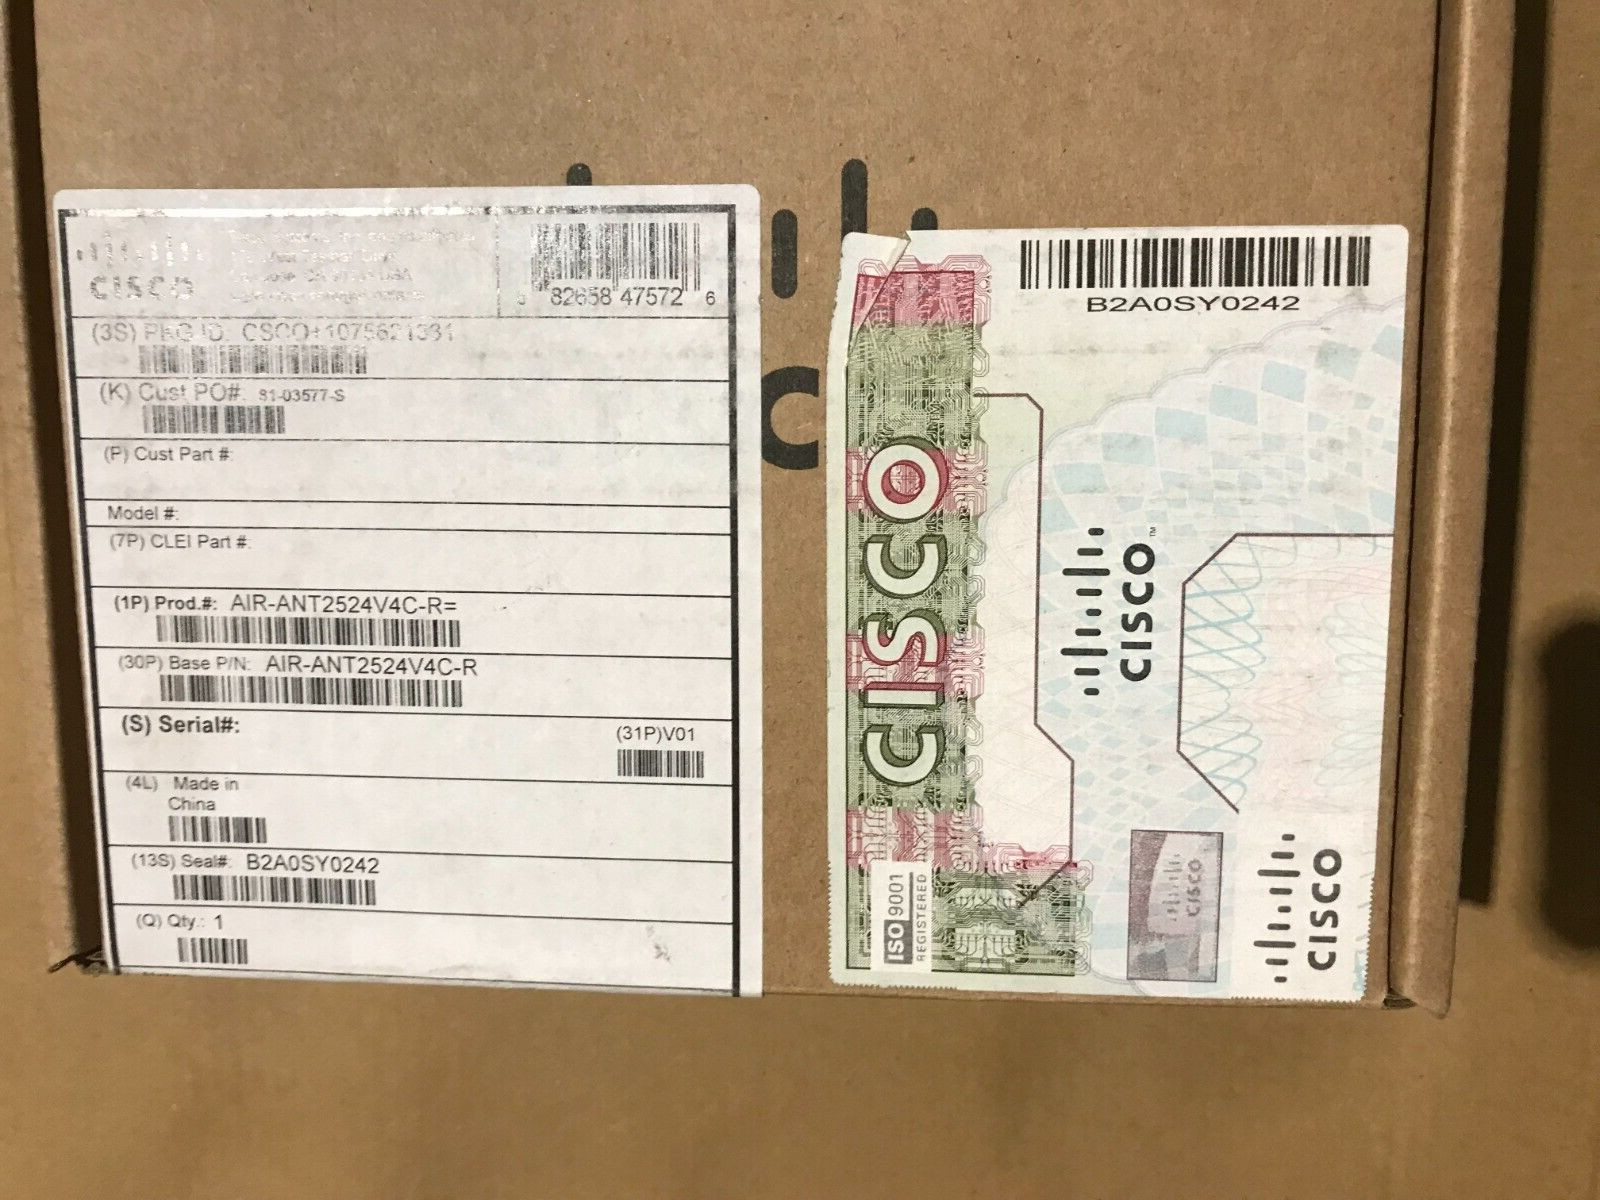 CISCO
82658 47572 6
(3S) PKG ID: CSCO+1075621331
(K) Cust PO#: 81-03577-S
(P) Cust Part #:
Model #:
(7P) CLEI Part #:
(1P) Prod.#: AIR-ANT2524V4C-R=
(30P) Base P/N: AIR-ANT2524V4C-R
(S) Serial#:
(31P)V01
(4L) Made in
China
(13S) Seal#: B2A0SY0242
(Q) Qty.: 1
B2A0SY0242
CISCO
ISO 9001
REGISTERED
CISCO™
CISCO
CISCO